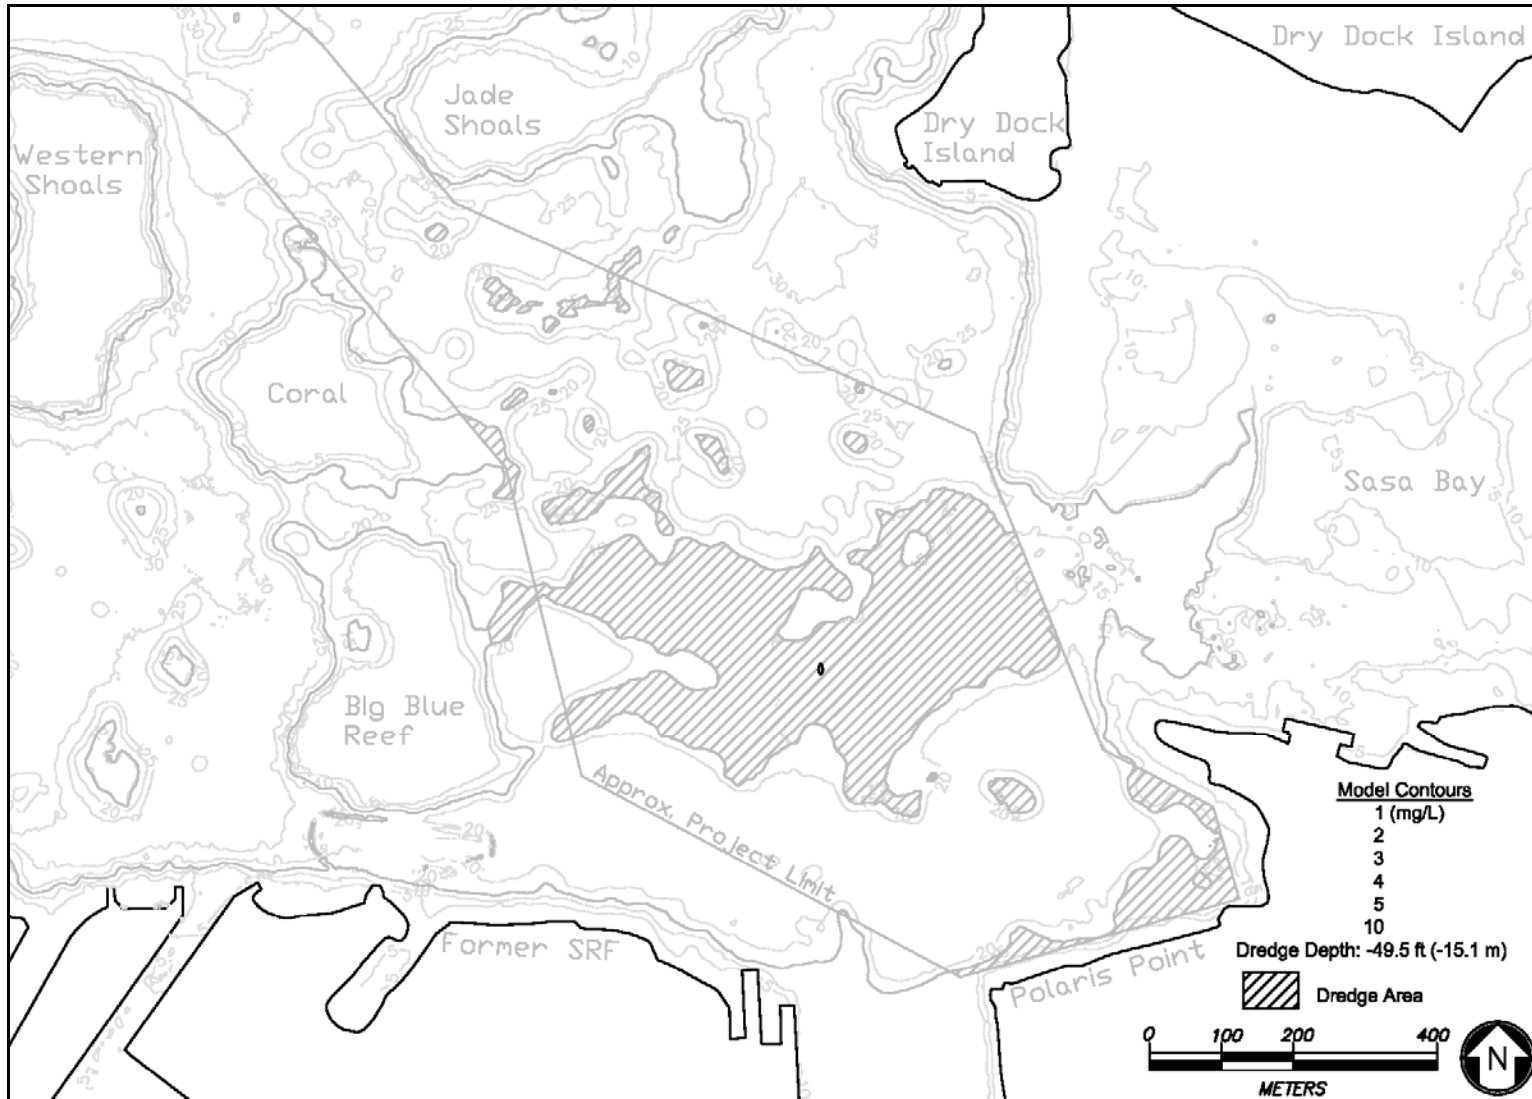 Dry Dock Island
Jade
Shoals
Dry Dock
Island
Western
Shoals
Coral
Sasa Bay
Big Blue
Reef
Approx. Project Limit
Former SRF
Polaris Point
Model Contours
1 (mg/L)
2
3
4
5
10
Dredge Depth: -49.5 ft (-15.1 m)
Dredge Area
0 100 200 400
METERS
N